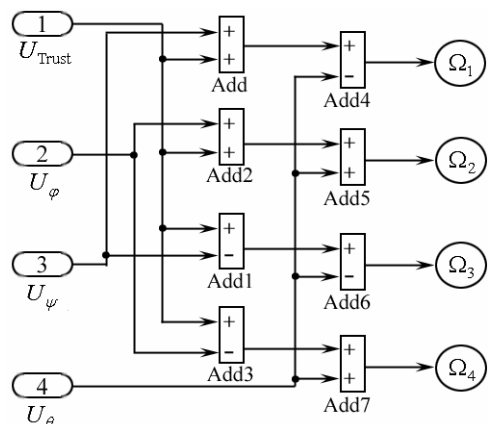 1
U_Trust
+
+
Add
+
−
Add4
Ω₁
2
U_φ
+
+
Add2
+
+
Add5
Ω₂
3
U_ψ
+
−
Add1
+
−
Add6
Ω₃
4
U_θ
+
−
Add3
+
+
Add7
Ω₄